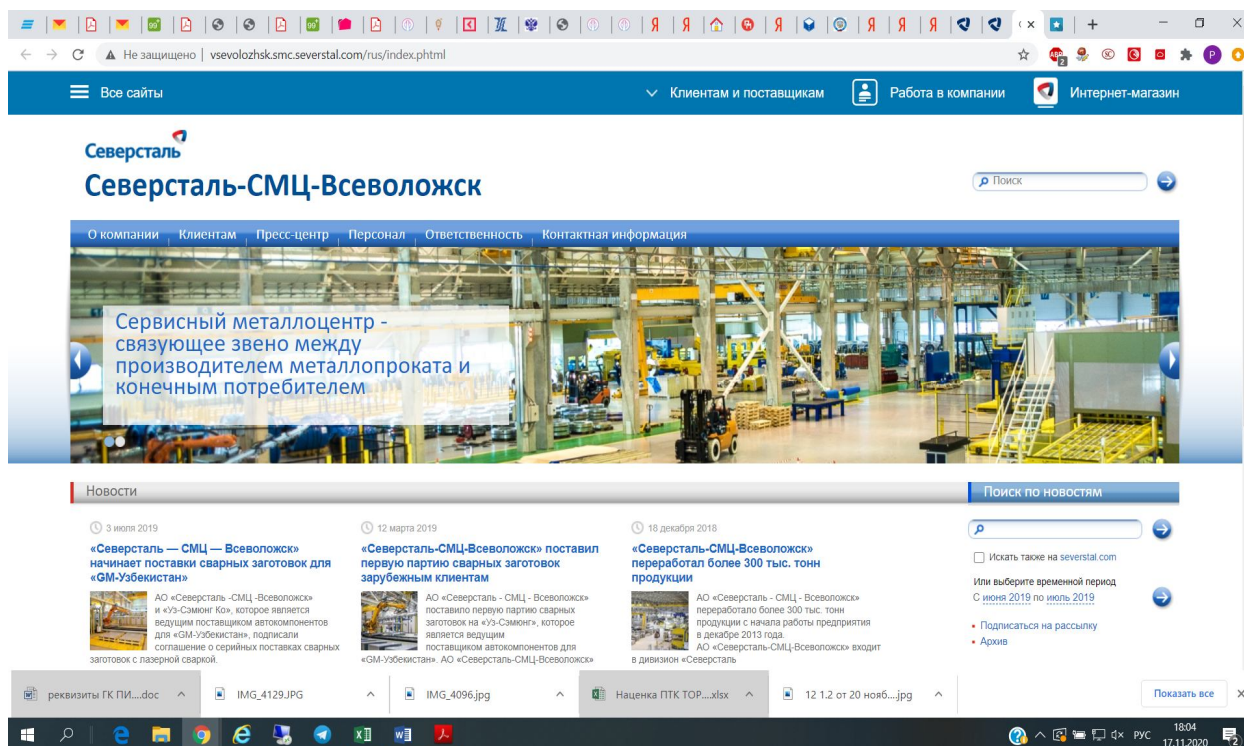 Не защищено | vsevolozhsk.smc.severstal.com/rus/index.phtml
ABP
2
P
Все сайты
Клиентам и поставщикам
Работа в компании
Интернет-магазин
Северсталь
Северсталь-СМЦ-Всеволожск
Поиск
О компании
Клиентам
Пресс-центр
Персонал
Ответственность
Контактная информация
Сервисный металлоцентр -
связующее звено между
производителем металлопроката и
конечным потребителем
Новости
3 июля 2019
«Северсталь — СМЦ — Всеволожск»
начинает поставки сварных заготовок для
«GM-Узбекистан»
АО «Северсталь -СМЦ -Всеволожск»
и «Уз-Сэмюнг Ко», которое является
ведущим поставщиком автокомпонентов
для «GM-Узбекистан», подписали
соглашение о серийных поставках сварных
заготовок с лазерной сваркой.
12 марта 2019
«Северсталь-СМЦ-Всеволожск» поставил
первую партию сварных заготовок
зарубежным клиентам
АО «Северсталь - СМЦ - Всеволожск»
поставило первую партию сварных
заготовок на «Уз-Сэмюнг», которое
является ведущим
поставщиком автокомпонентов для
«GM-Узбекистан». АО «Северсталь-СМЦ-Всеволожск»
18 декабря 2018
«Северсталь-СМЦ-Всеволожск»
переработал более 300 тыс. тонн
продукции
АО «Северсталь - СМЦ - Всеволожск»
переработало более 300 тыс. тонн
продукции с начала работы предприятия
в декабре 2013 года.
АО «Северсталь-СМЦ-Всеволожск» входит
в дивизион «Северсталь
Поиск по новостям
Искать также на severstal.com
Или выберите временной период
С июня 2019 по июль 2019
Подписаться на рассылку
Архив
реквизиты ГК ПИ....doc
IMG_4129.JPG
IMG_4096.jpg
Наценка ПТК ТОР....xlsx
12 1.2 от 20 нояб....jpg
Показать все
РУС
18:04
17.11.2020
2